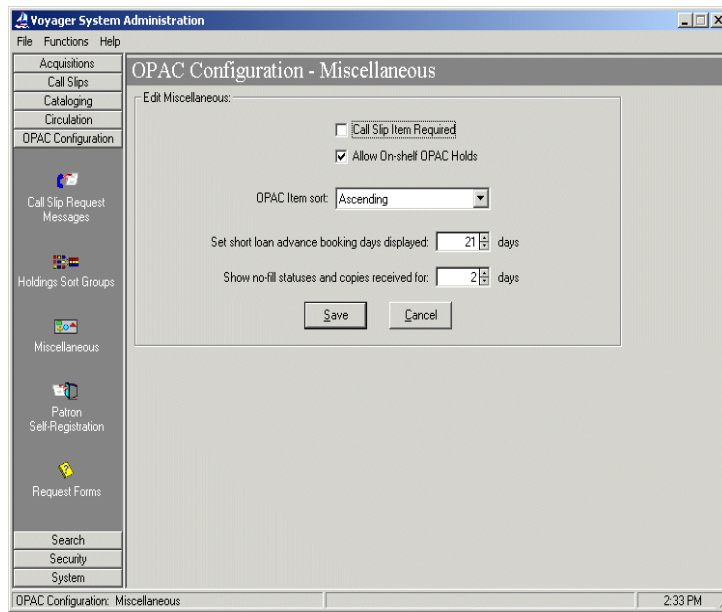 Voyager System Administration
File Functions Help
Acquisitions
Call Slips
Cataloging
Circulation
OPAC Configuration
Call Slip Request
Messages
Holdings Sort Groups
Miscellaneous
Patron
Self-Registration
Request Forms
Search
Security
System
OPAC Configuration - Miscellaneous
Edit Miscellaneous:
Call Slip Item Required
Allow On-shelf OPAC Holds
OPAC Item sort: Ascending
Set short loan advance booking days displayed: 21 days
Show no-fill statuses and copies received for: 2 days
Save Cancel
OPAC Configuration: Miscellaneous 2:33 PM